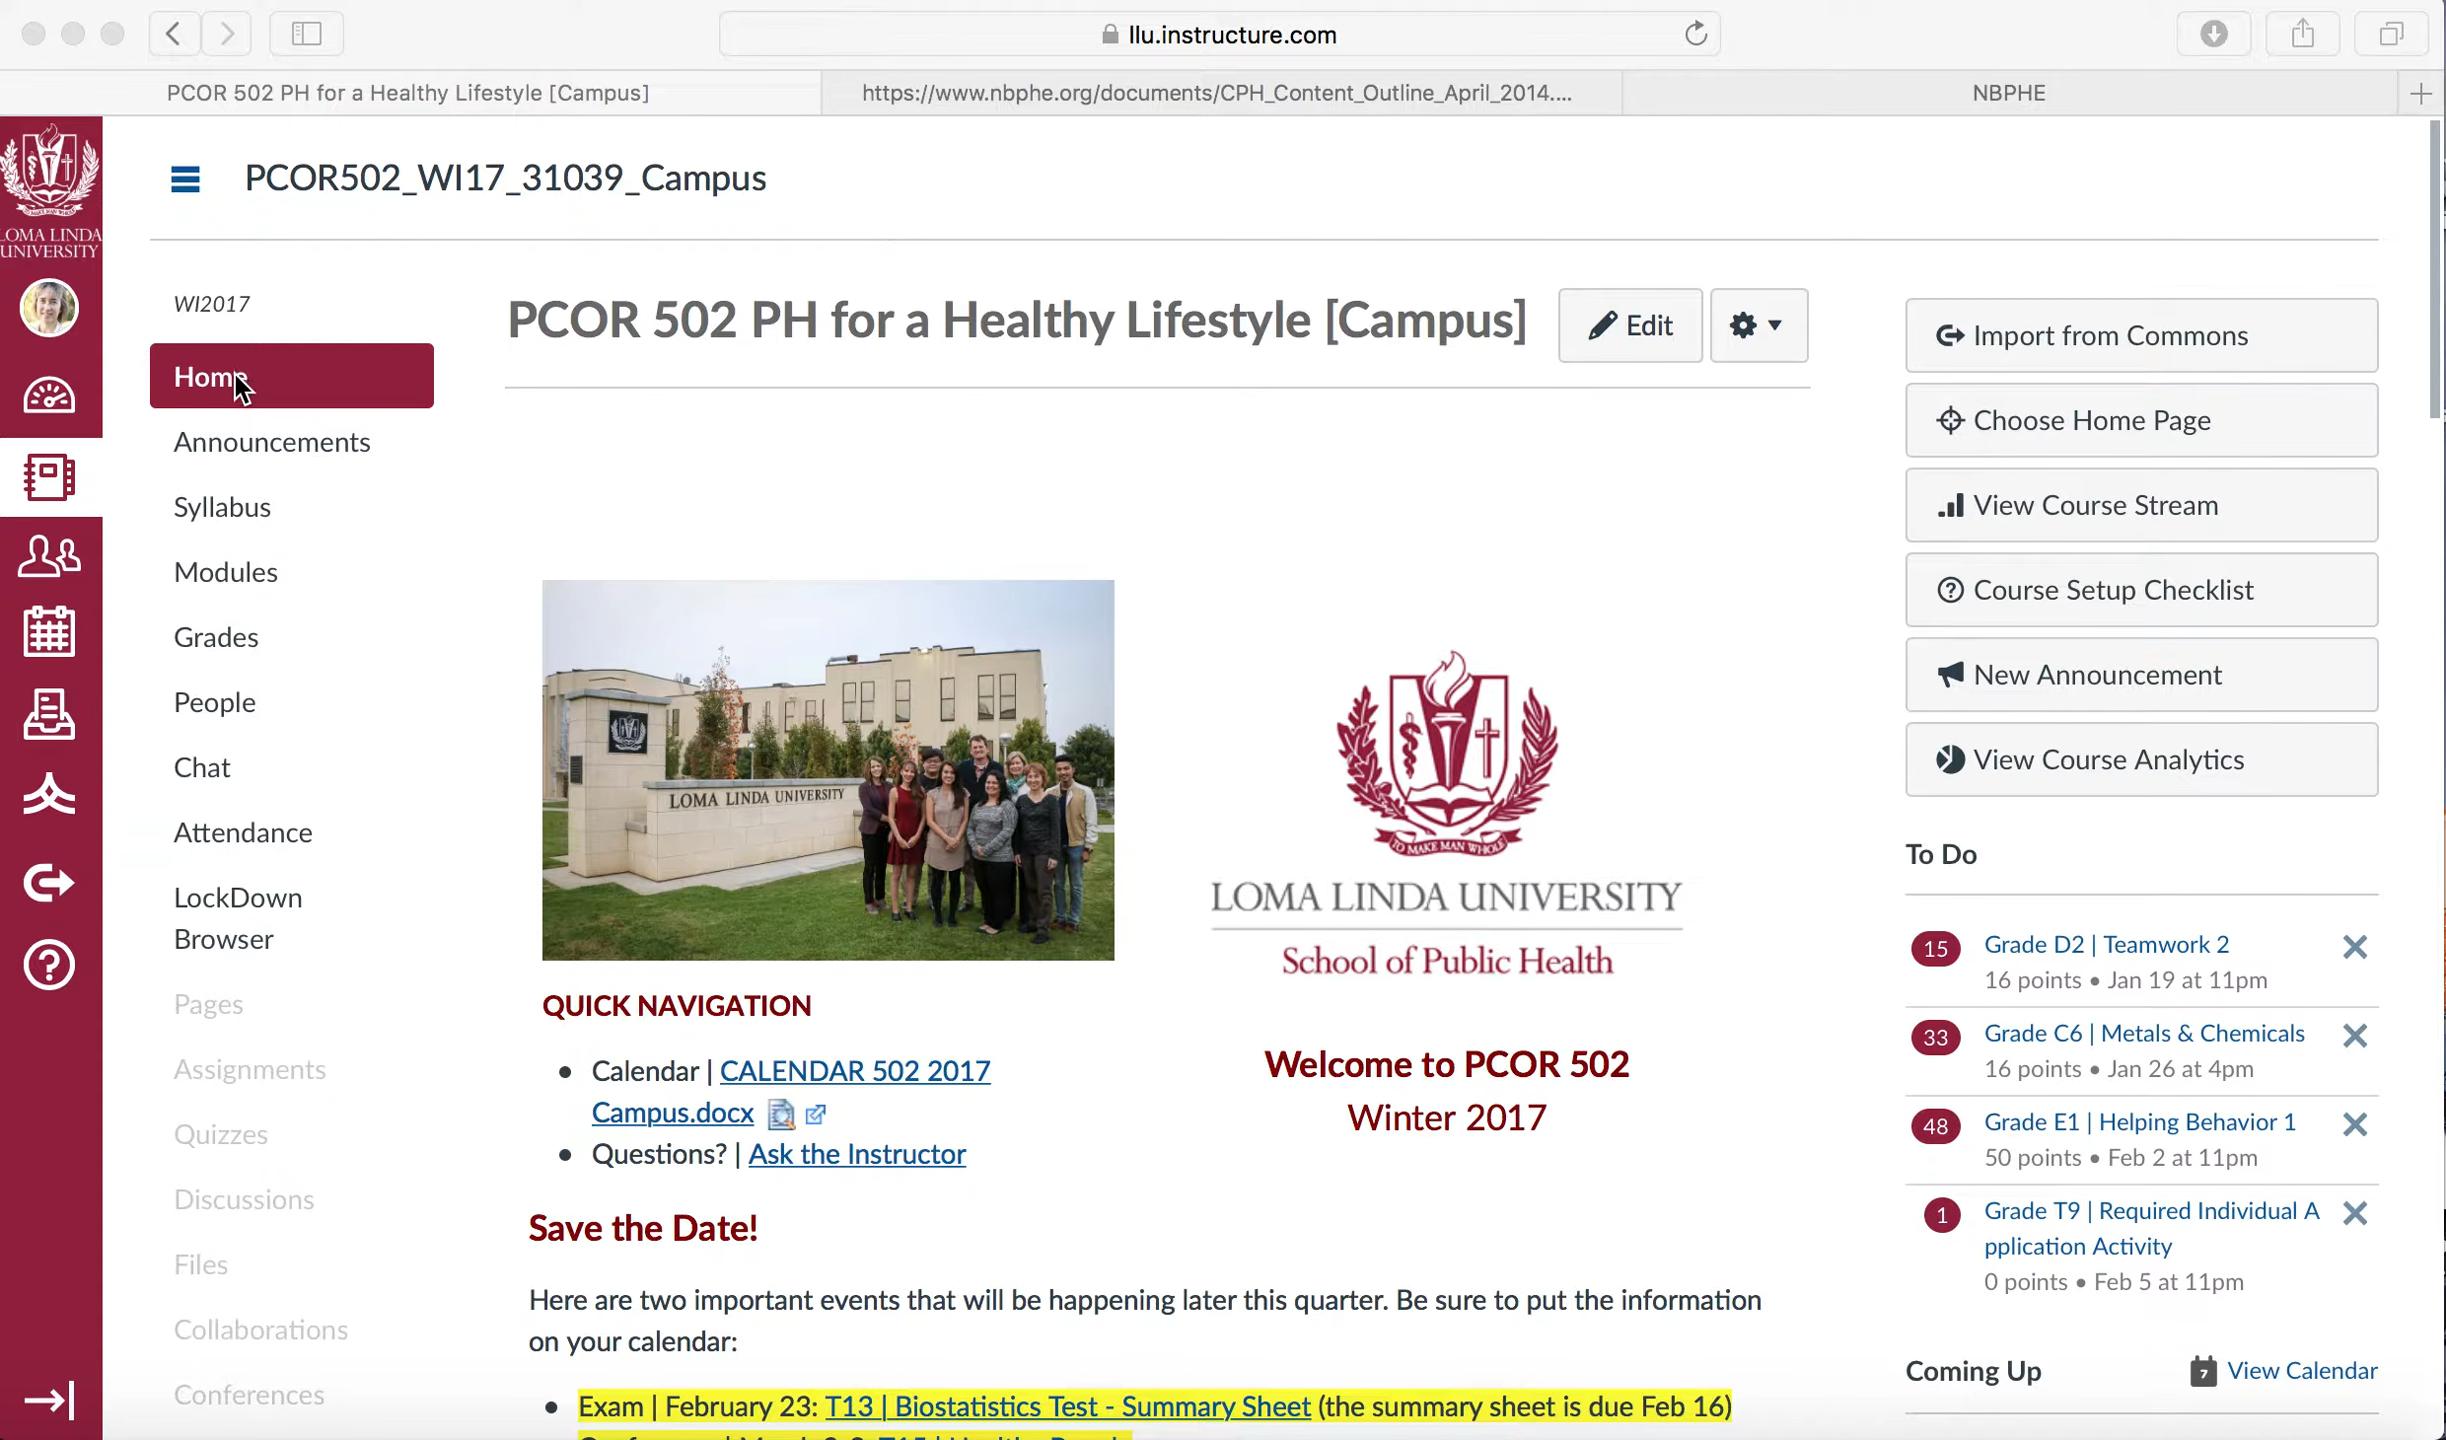 llu.instructure.com
PCOR 502 PH for a Healthy Lifestyle [Campus]
https://www.nbphe.org/documents/CPH_Content_Outline_April_2014....
NBPHE
LOMA LINDA
UNIVERSITY
PCOR502_WI17_31039_Campus
WI2017
Home
Announcements
Syllabus
Modules
Grades
People
Chat
Attendance
LockDown
Browser
Pages
Assignments
Quizzes
Discussions
Files
Collaborations
Conferences
PCOR 502 PH for a Healthy Lifestyle [Campus]
Edit
LOMA LINDA UNIVERSITY
TO MAKE MAN WHOLE
LOMA LINDA UNIVERSITY
School of Public Health
QUICK NAVIGATION
Calendar | CALENDAR 502 2017
Campus.docx
Questions? | Ask the Instructor
Welcome to PCOR 502
Winter 2017
Save the Date!
Here are two important events that will be happening later this quarter. Be sure to put the information
on your calendar:
Exam | February 23: T13 | Biostatistics Test - Summary Sheet (the summary sheet is due Feb 16)
Import from Commons
Choose Home Page
View Course Stream
Course Setup Checklist
New Announcement
View Course Analytics
To Do
15 Grade D2 | Teamwork 2
16 points • Jan 19 at 11pm
33 Grade C6 | Metals & Chemicals
16 points • Jan 26 at 4pm
48 Grade E1 | Helping Behavior 1
50 points • Feb 2 at 11pm
1 Grade T9 | Required Individual A
pplication Activity
0 points • Feb 5 at 11pm
Coming Up
7 View Calendar